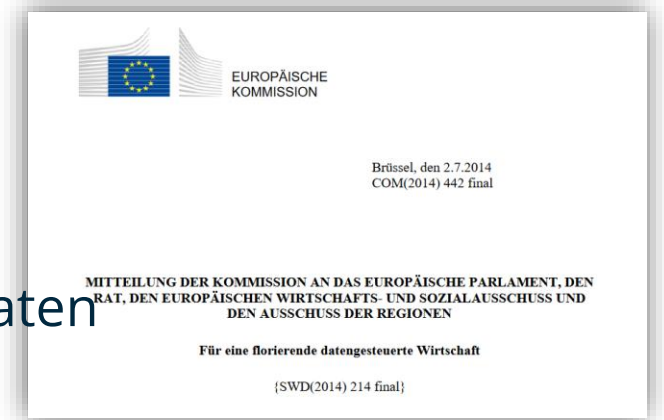 EUROPÄISCHE
KOMMISSION
Brüssel, den 2.7.2014
COM(2014) 442 final
MITTEILUNG DER KOMMISSION AN DAS EUROPÄISCHE PARLAMENT, DEN
RAT, DEN EUROPÄISCHEN WIRTSCHAFTS- UND SOZIALAUSSCHUSS UND
DEN AUSSCHUSS DER REGIONEN
aten
Für eine florierende datengesteuerte Wirtschaft
{SWD(2014) 214 final}